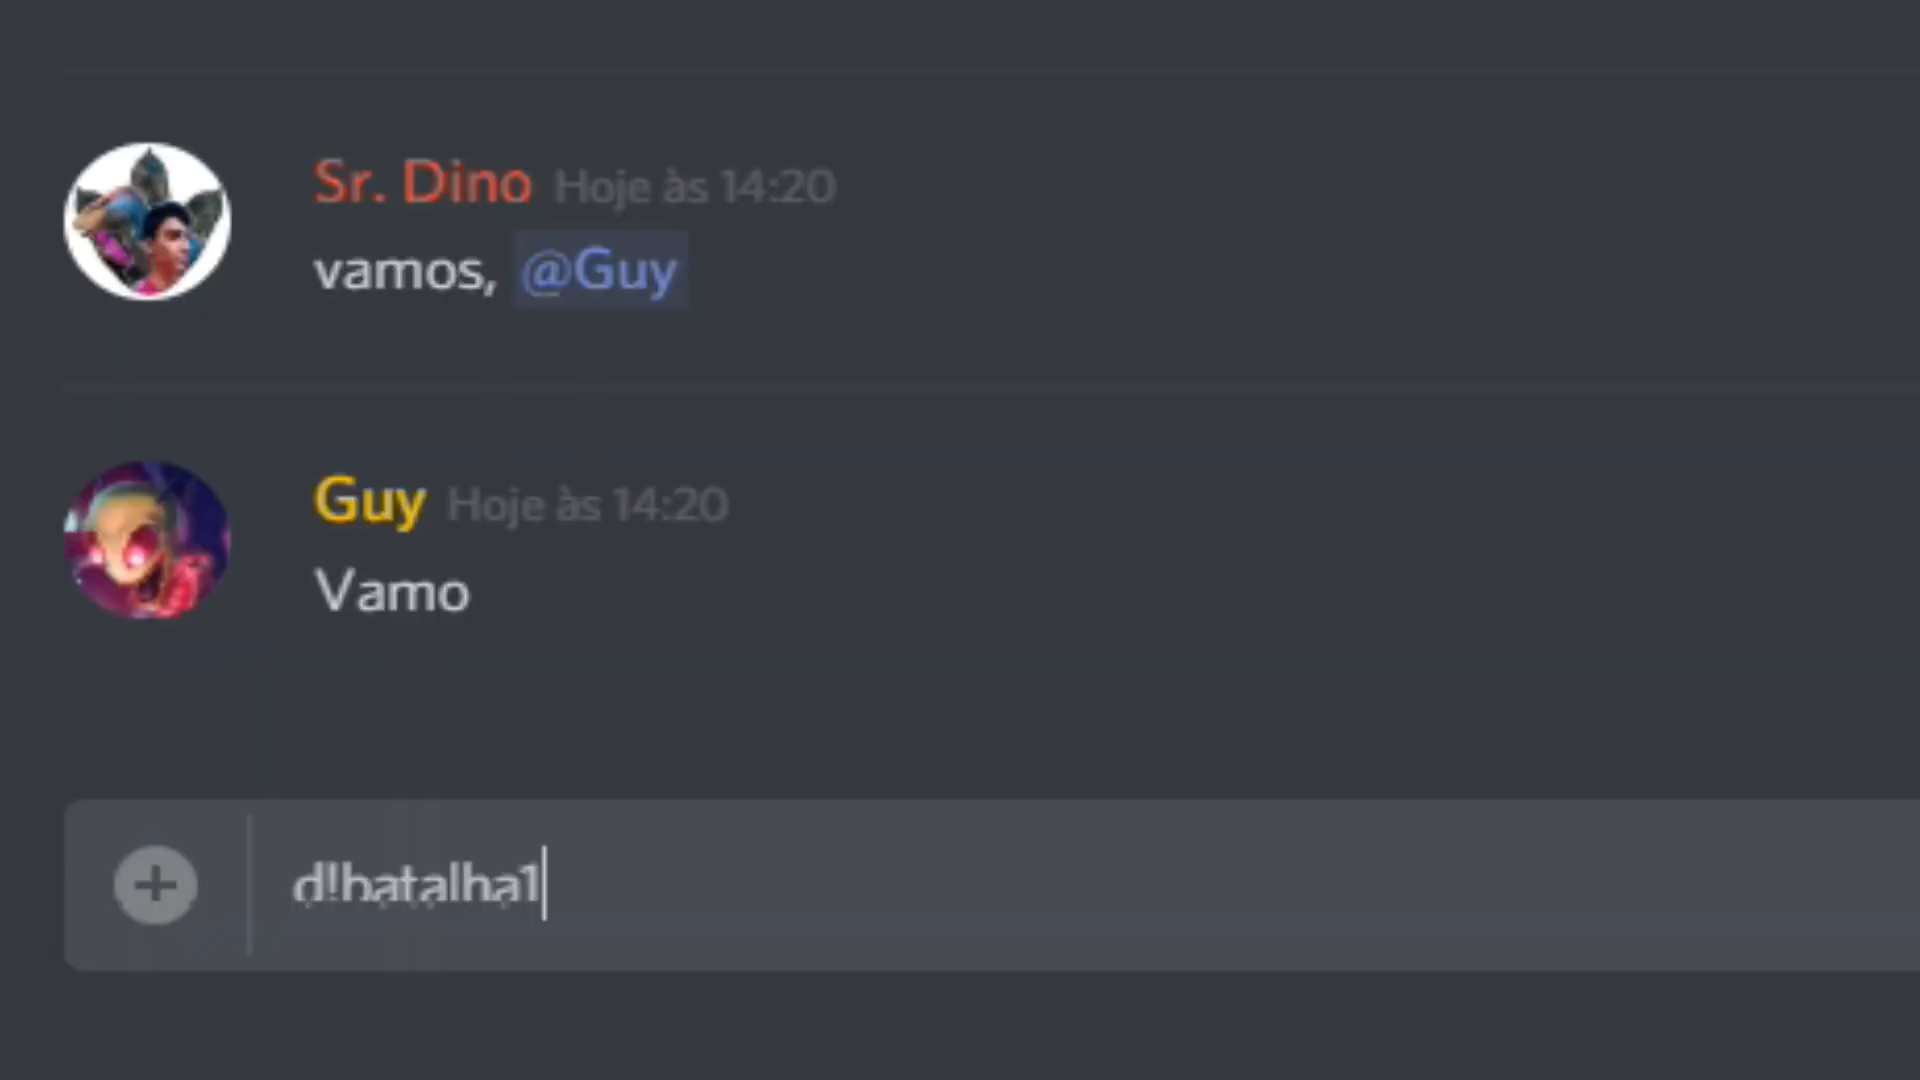 Sr. Dino Hoje às 14:20
vamos, @Guy
Guy Hoje às 14:20
Vamo
d!batalha1